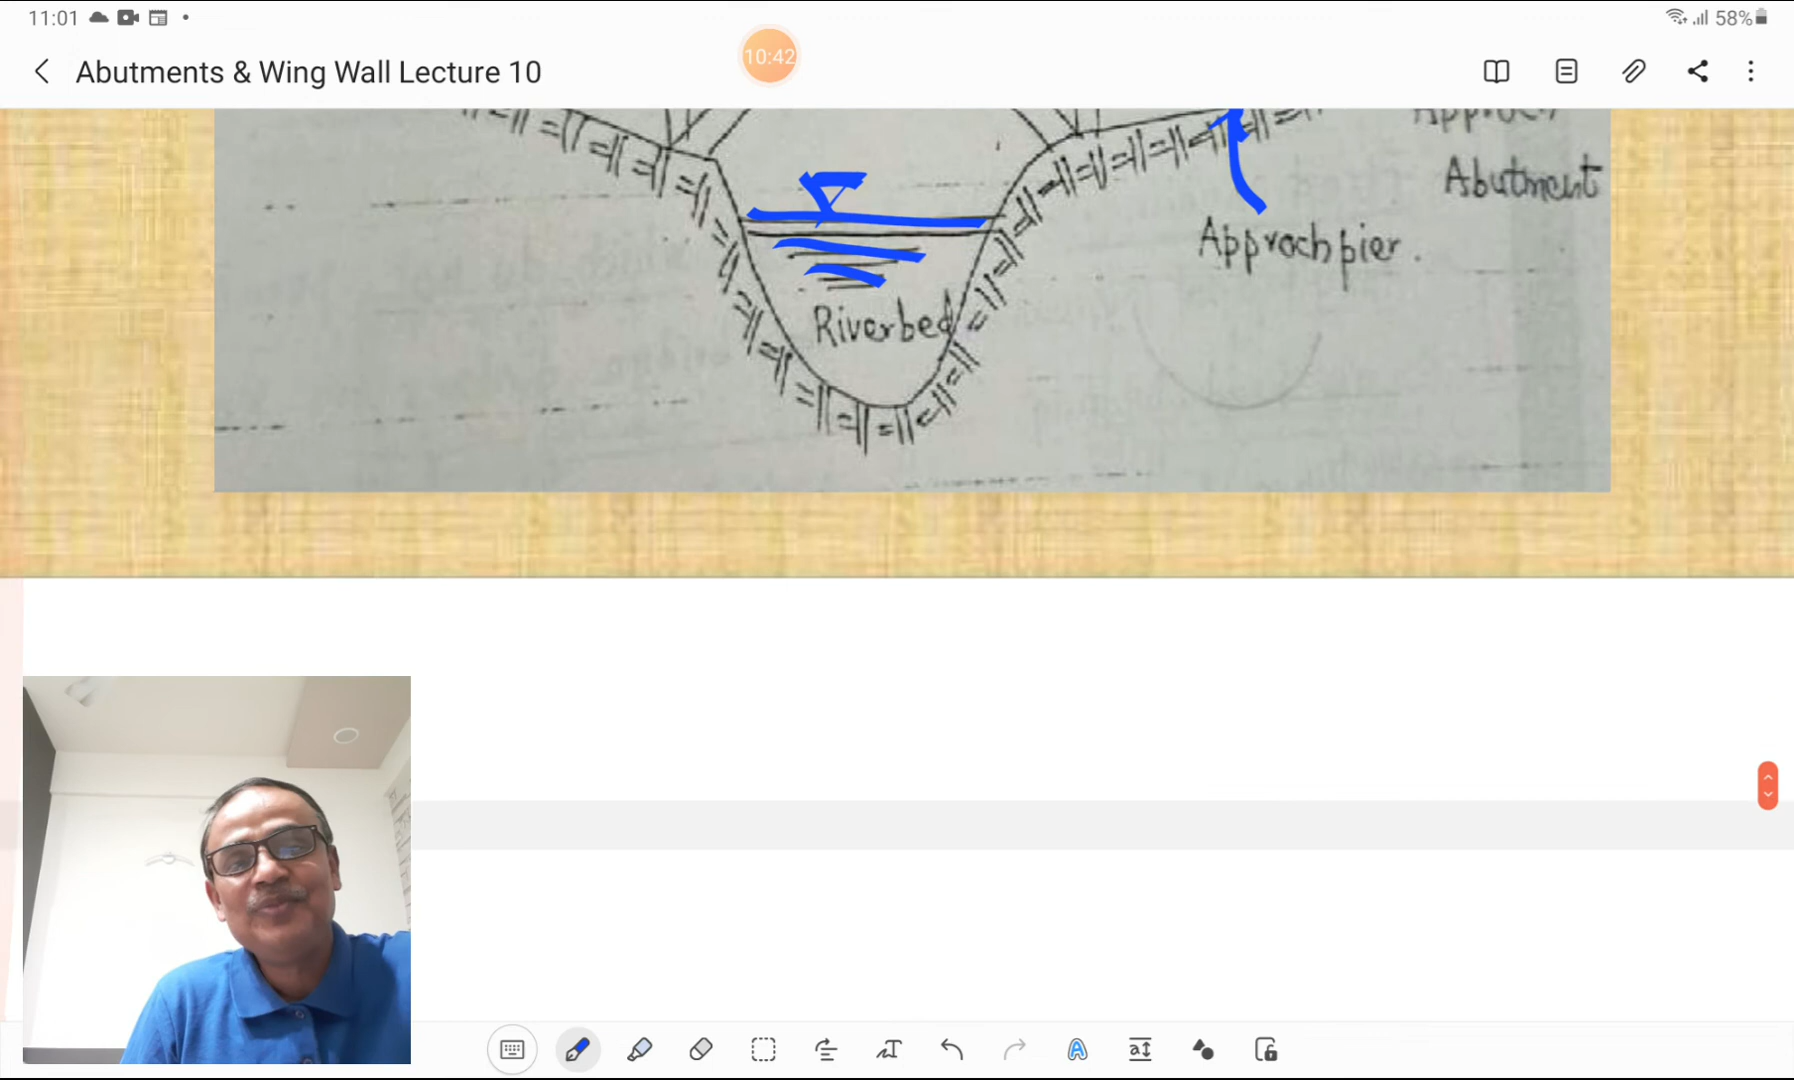 11:01
58%
10:42
Abutments & Wing Wall Lecture 10
Abutment
Approch pier.
Riverbed